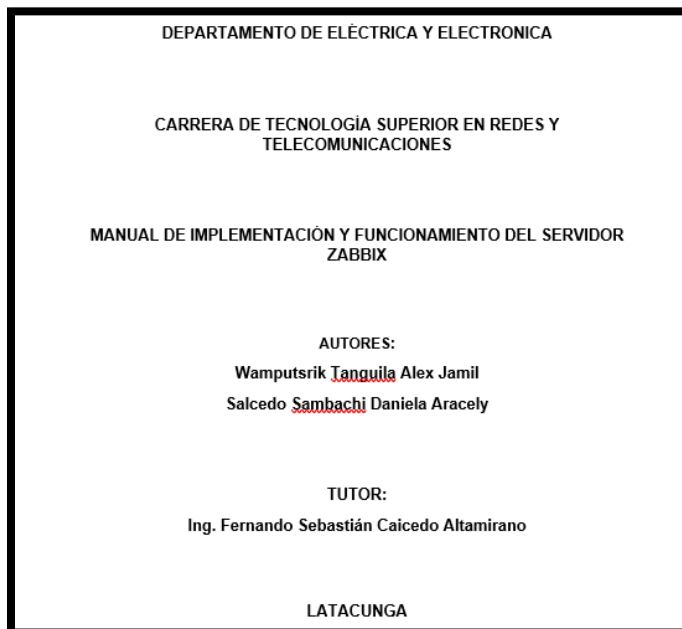 DEPARTAMENTO DE ELÉCTRICA Y ELECTRONICA
CARRERA DE TECNOLOGÍA SUPERIOR EN REDES Y
TELECOMUNICACIONES
MANUAL DE IMPLEMENTACIÓN Y FUNCIONAMIENTO DEL SERVIDOR
ZABBIX
AUTORES:
Wamputsrik Tanguila Alex Jamil
Salcedo Sambachi Daniela Aracely
TUTOR:
Ing. Fernando Sebastián Caicedo Altamirano
LATACUNGA